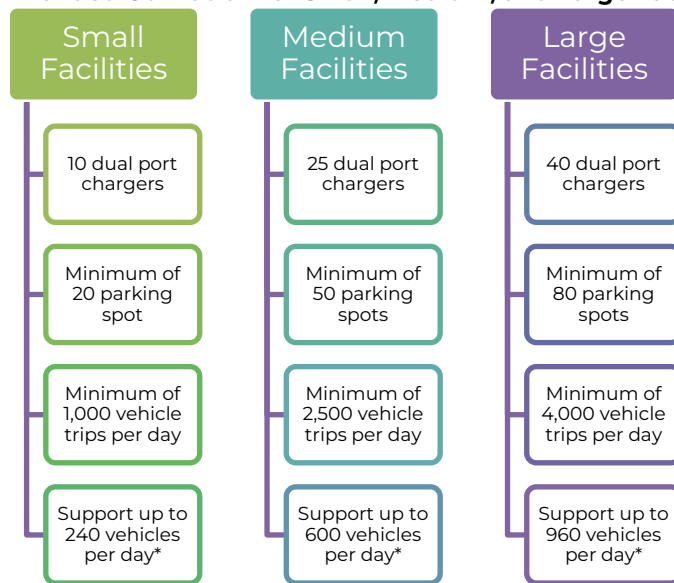 Small
Facilities
10 dual port
chargers
Minimum of
20 parking
spot
Minimum of
1,000 vehicle
trips per day
Support up to
240 vehicles
per day*
Medium
Facilities
25 dual port
chargers
Minimum of
50 parking
spots
Minimum of
2,500 vehicle
trips per day
Support up to
600 vehicles
per day*
Large
Facilities
40 dual port
chargers
Minimum of
80 parking
spots
Minimum of
4,000 vehicle
trips per day
Support up to
960 vehicles
per day*